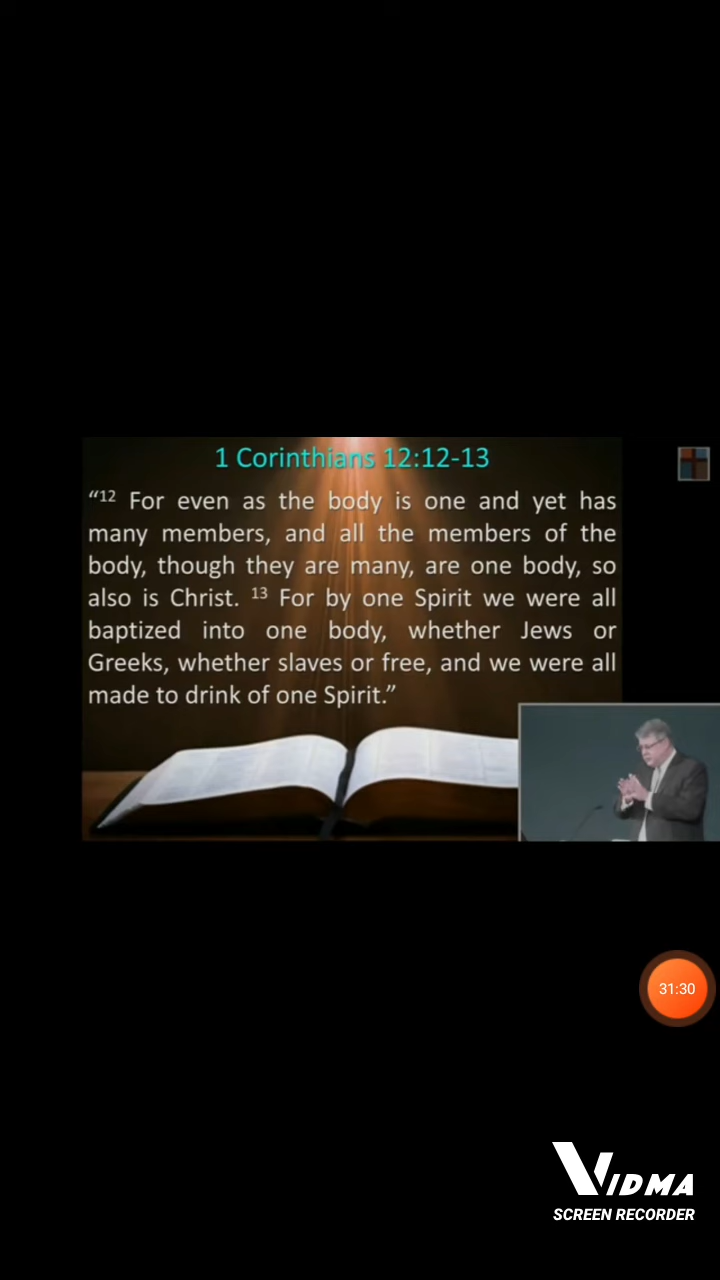 1 Corinthians 12:12-13
“12 For even as the body is one and yet has
many members, and all the members of the
body, though they are many, are one body, so
also is Christ. 13 For by one Spirit we were all
baptized into one body, whether Jews or
Greeks, whether slaves or free, and we were all
made to drink of one Spirit.”
31:30
VIDMA
SCREEN RECORDER